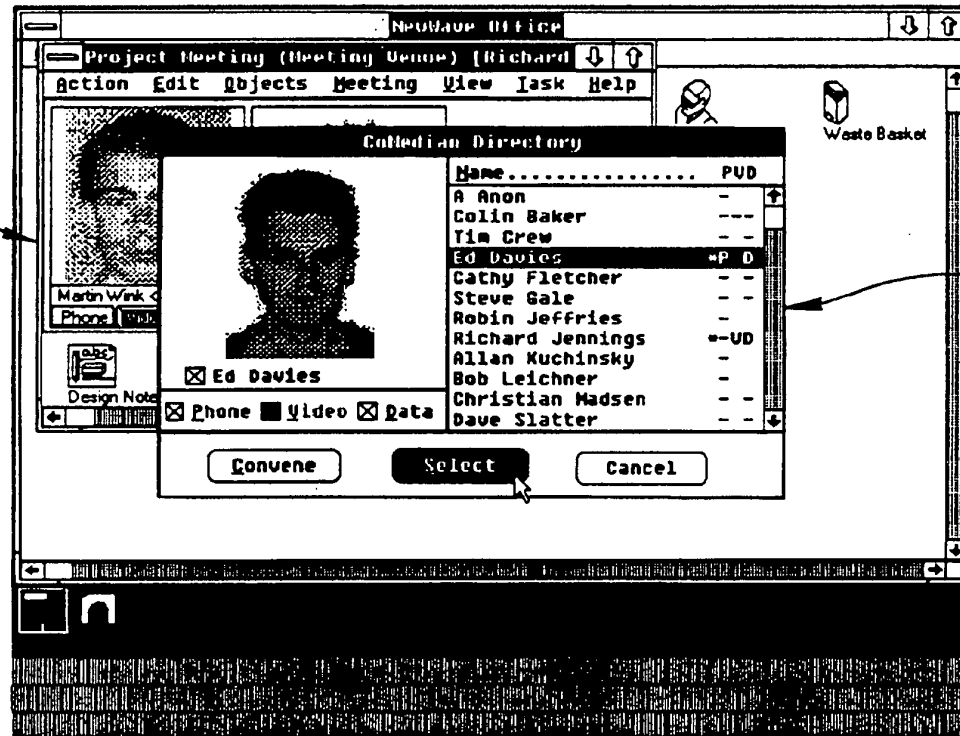 NewWave Office
Project Meeting (Meeting Venue) [Richard
Action Edit Objects Meeting View Task Help
Waste Basket
CoMedian Directory
Name................ PVD
A Anon -
Colin Baker ---
Tim Crew - -
Ed Davies *P D
Cathy Fletcher -
Steve Gale - -
Robin Jeffries -
Richard Jennings *-VD
Allan Kuchinsky -
Bob Leichner -
Christian Madsen - -
Dave Slatter - -
Martin Wink <
Phone
abc
Design Note
Ed Davies
Phone Video Data
Convene Select Cancel